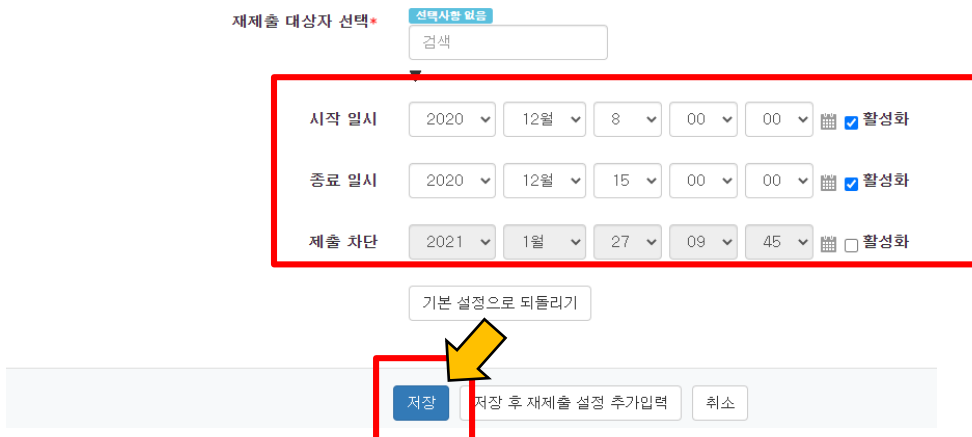 재제출 대상자 선택*
선택사항 없음
검색
▼
시작 일시 2020 12월 8 00 00 활성화
종료 일시 2020 12월 15 00 00 활성화
제출 차단 2021 1월 27 09 45 활성화
기본 설정으로 되돌리기
저장 저장 후 재제출 설정 추가입력 취소